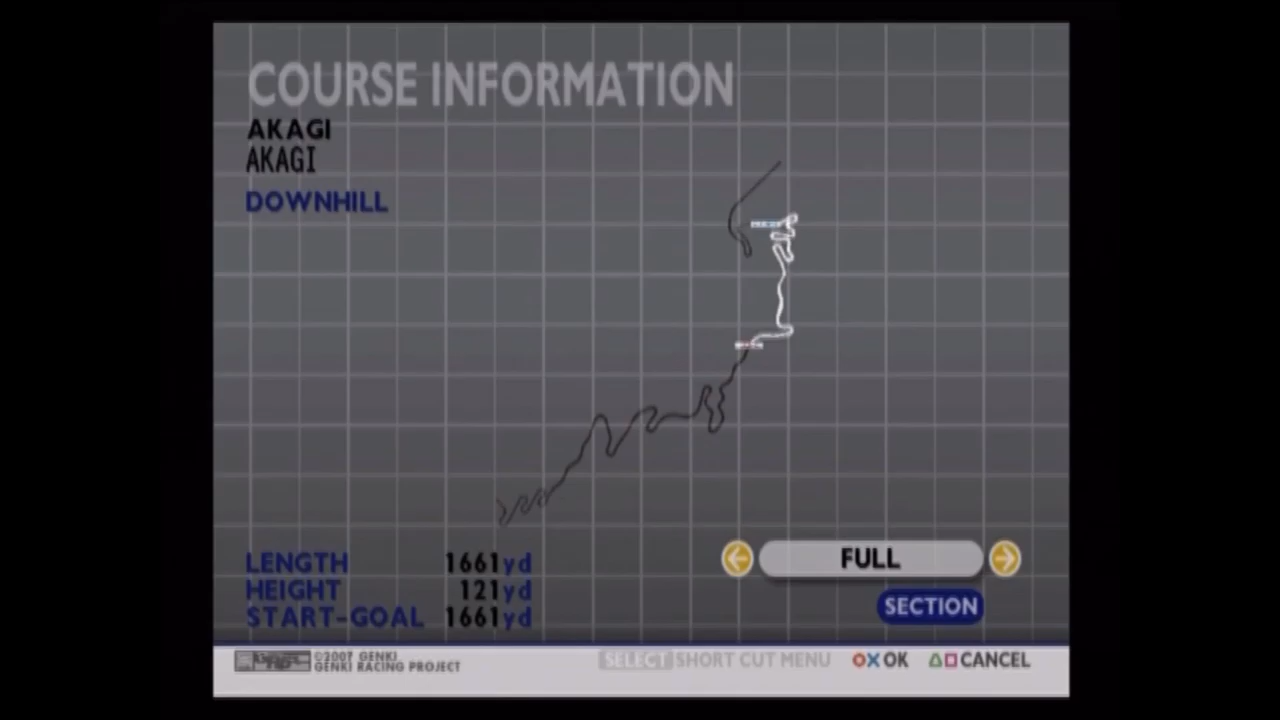 COURSE INFORMATION
AKAGI
AKAGI
DOWNHILL
LENGTH 1661yd
HEIGHT 121yd
START-GOAL 1661yd
FULL
SECTION
©2007 GENKI
GENKI RACING PROJECT
SELECT SHORT CUT MENU
OK
CANCEL